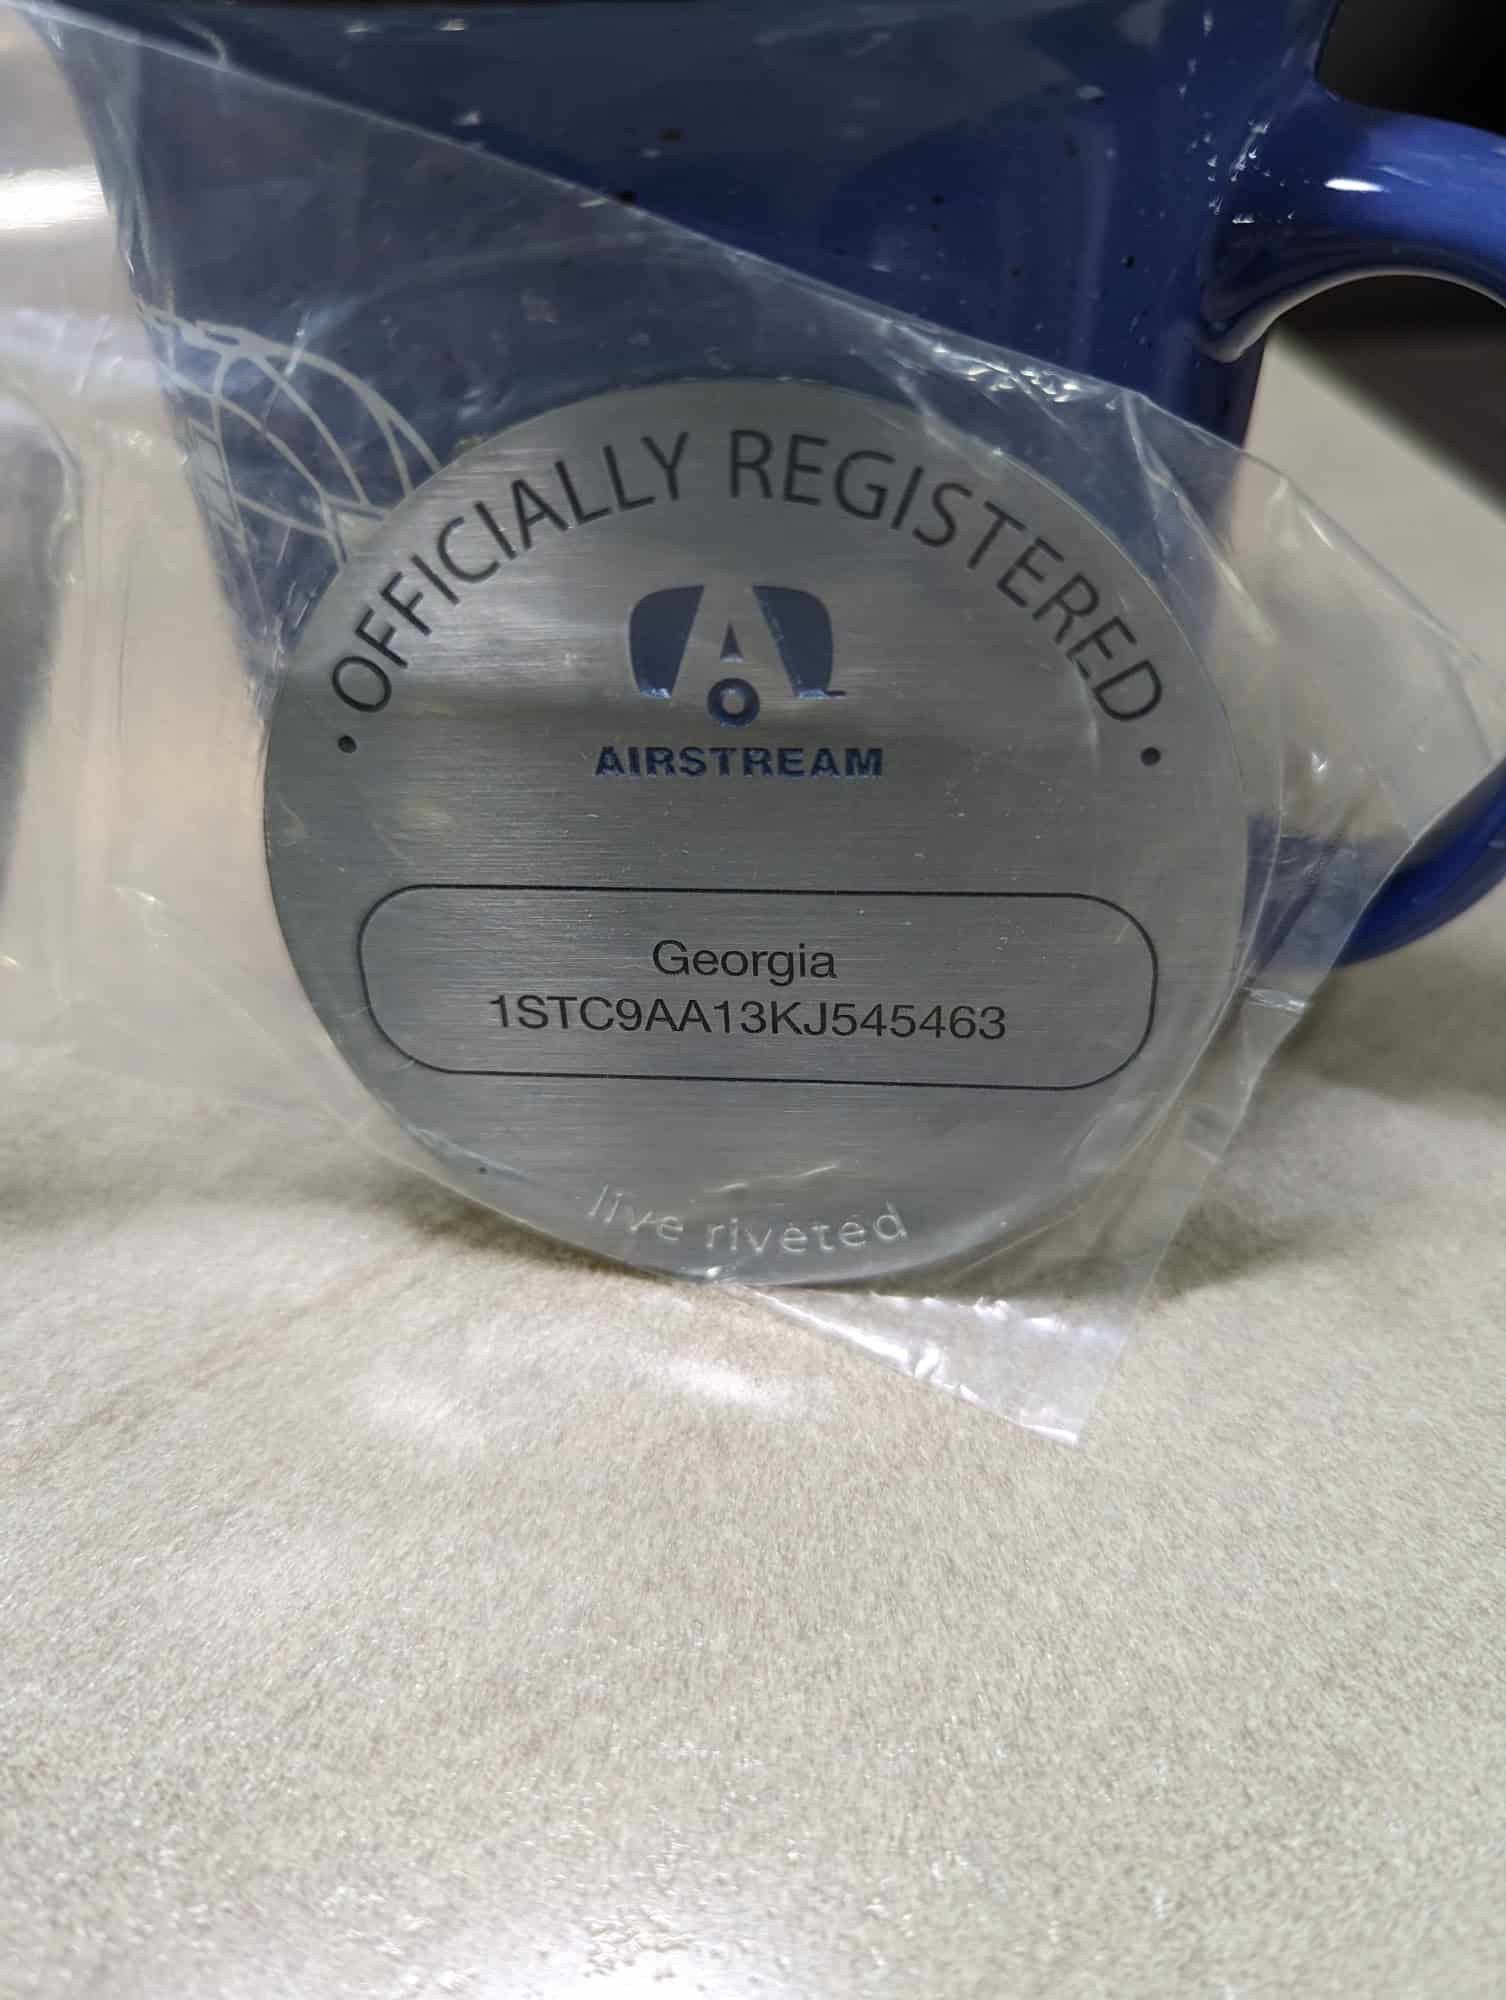 OFFICIALLY REGISTERED
AIRSTREAM
Georgia
1STC9AA13KJ545463
live riveted